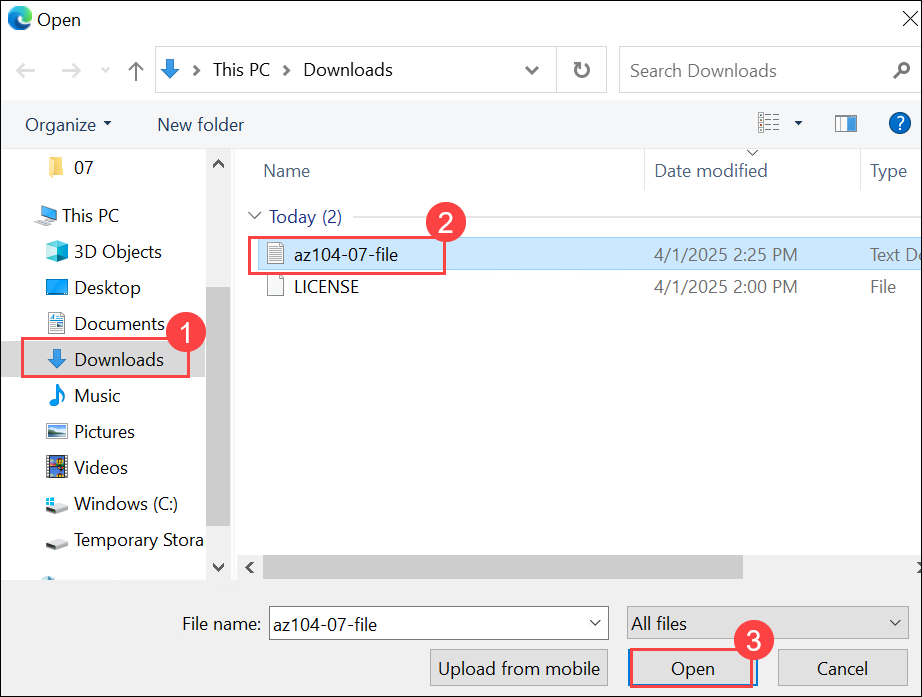 Open
This PC Downloads
Search Downloads
Organize New folder
?
07
This PC
3D Objects
Desktop
Documents
1
Downloads
Music
Pictures
Videos
Windows (C:)
Temporary Stora
Name Date modified Type
Today (2)
2
az104-07-file 4/1/2025 2:25 PM Text Do
LICENSE 4/1/2025 2:00 PM File
File name: az104-07-file All files
3
Upload from mobile Open Cancel